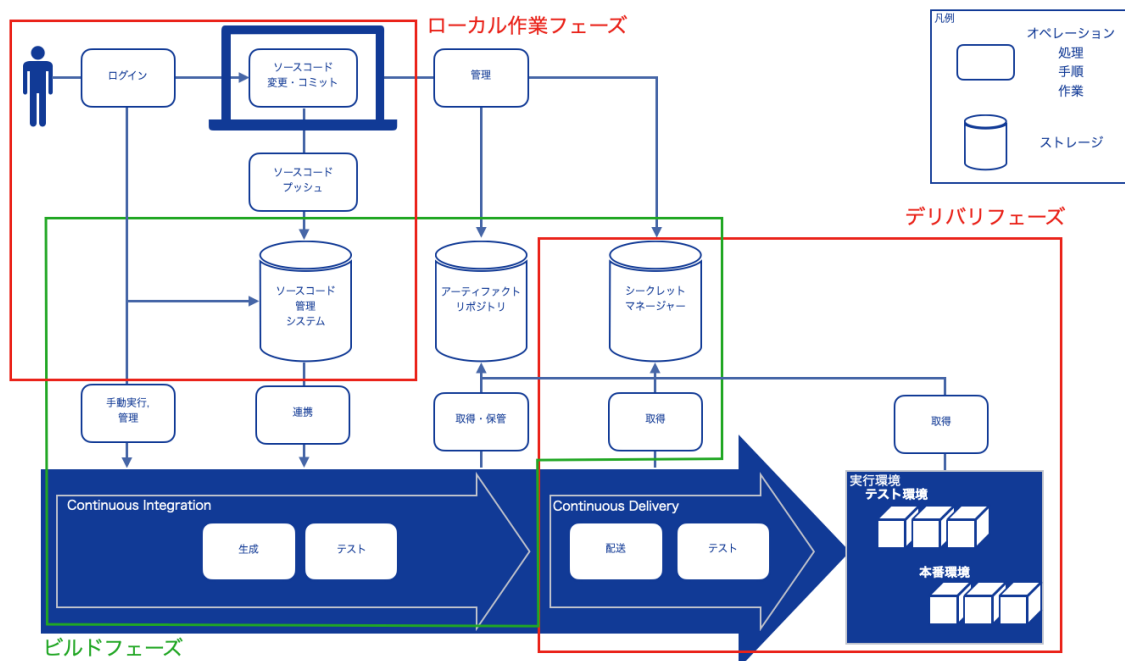 ローカル作業フェーズ
凡例
オペレーション
処理
手順
作業
ストレージ
ログイン
ソースコード
変更・コミット
管理
ソースコード
プッシュ
デリバリフェーズ
ソースコード
管理
システム
アーティファクト
リポジトリ
シークレット
マネージャー
手動実行,
管理
連携
取得・保管
取得
取得
Continuous Integration
生成
テスト
Continuous Delivery
配送
テスト
実行環境
テスト環境
本番環境
ビルドフェーズ